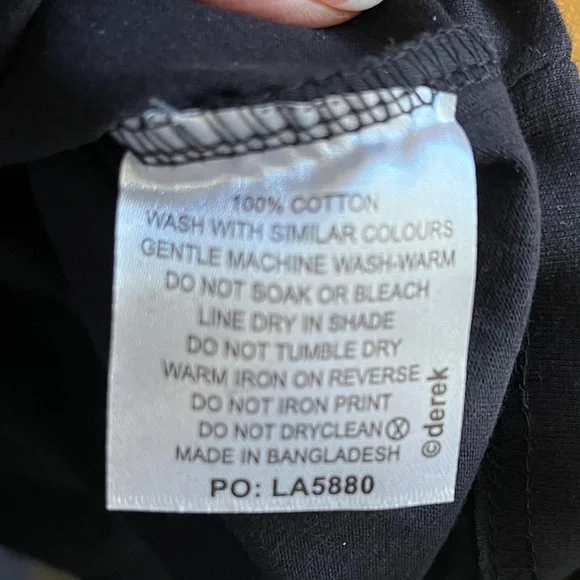 100% COTTON
WASH WITH SIMILAR COLOURS
GENTLE MACHINE WASH-WARM
DO NOT SOAK OR BLEACH
LINE DRY IN SHADE
DO NOT TUMBLE DRY
WARM IRON ON REVERSE
DO NOT IRON PRINT
DO NOT DRYCLEAN Ⓧ
MADE IN BANGLADESH
PO: LA5880
©derek